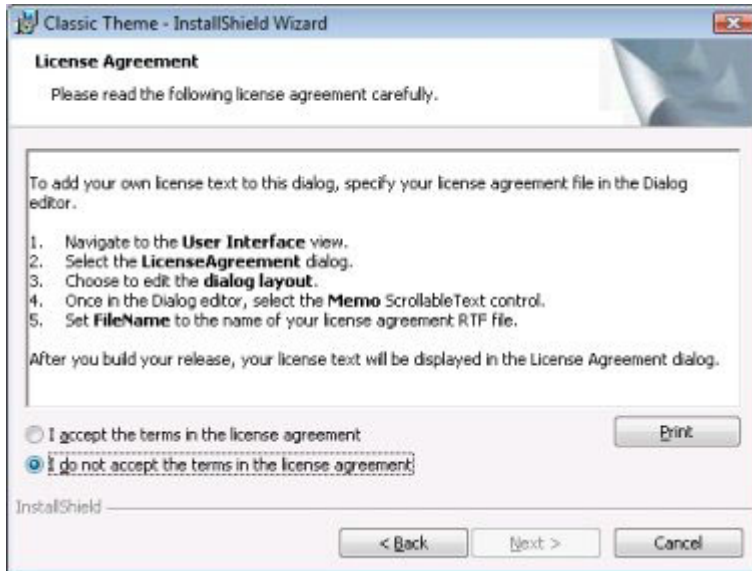 Classic Theme - InstallShield Wizard
License Agreement
Please read the following license agreement carefully.
To add your own license text to this dialog, specify your license agreement file in the Dialog
editor.
1. Navigate to the User Interface view.
2. Select the LicenseAgreement dialog.
3. Choose to edit the dialog layout.
4. Once in the Dialog editor, select the Memo ScrollableText control.
5. Set FileName to the name of your license agreement RTF file.
After you build your release, your license text will be displayed in the License Agreement dialog.
I accept the terms in the license agreement
Print
I do not accept the terms in the license agreement
InstallShield
< Back
Next >
Cancel